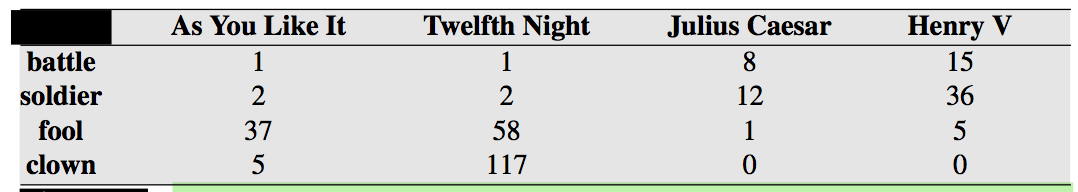 As You Like It Twelfth Night Julius Caesar Henry V
battle 1 1 8 15
soldier 2 2 12 36
fool 37 58 1 5
clown 5 117 0 0